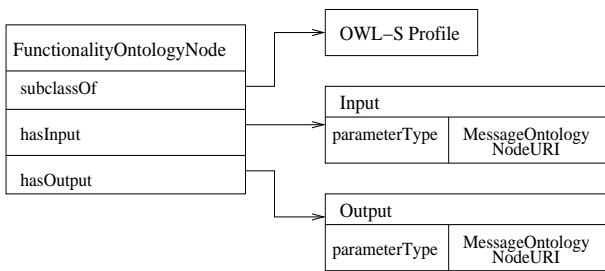 FunctionalityOntologyNode
subclassOf
hasInput
hasOutput
OWL−S Profile
Input
parameterType
MessageOntology
NodeURI
Output
parameterType
MessageOntology
NodeURI